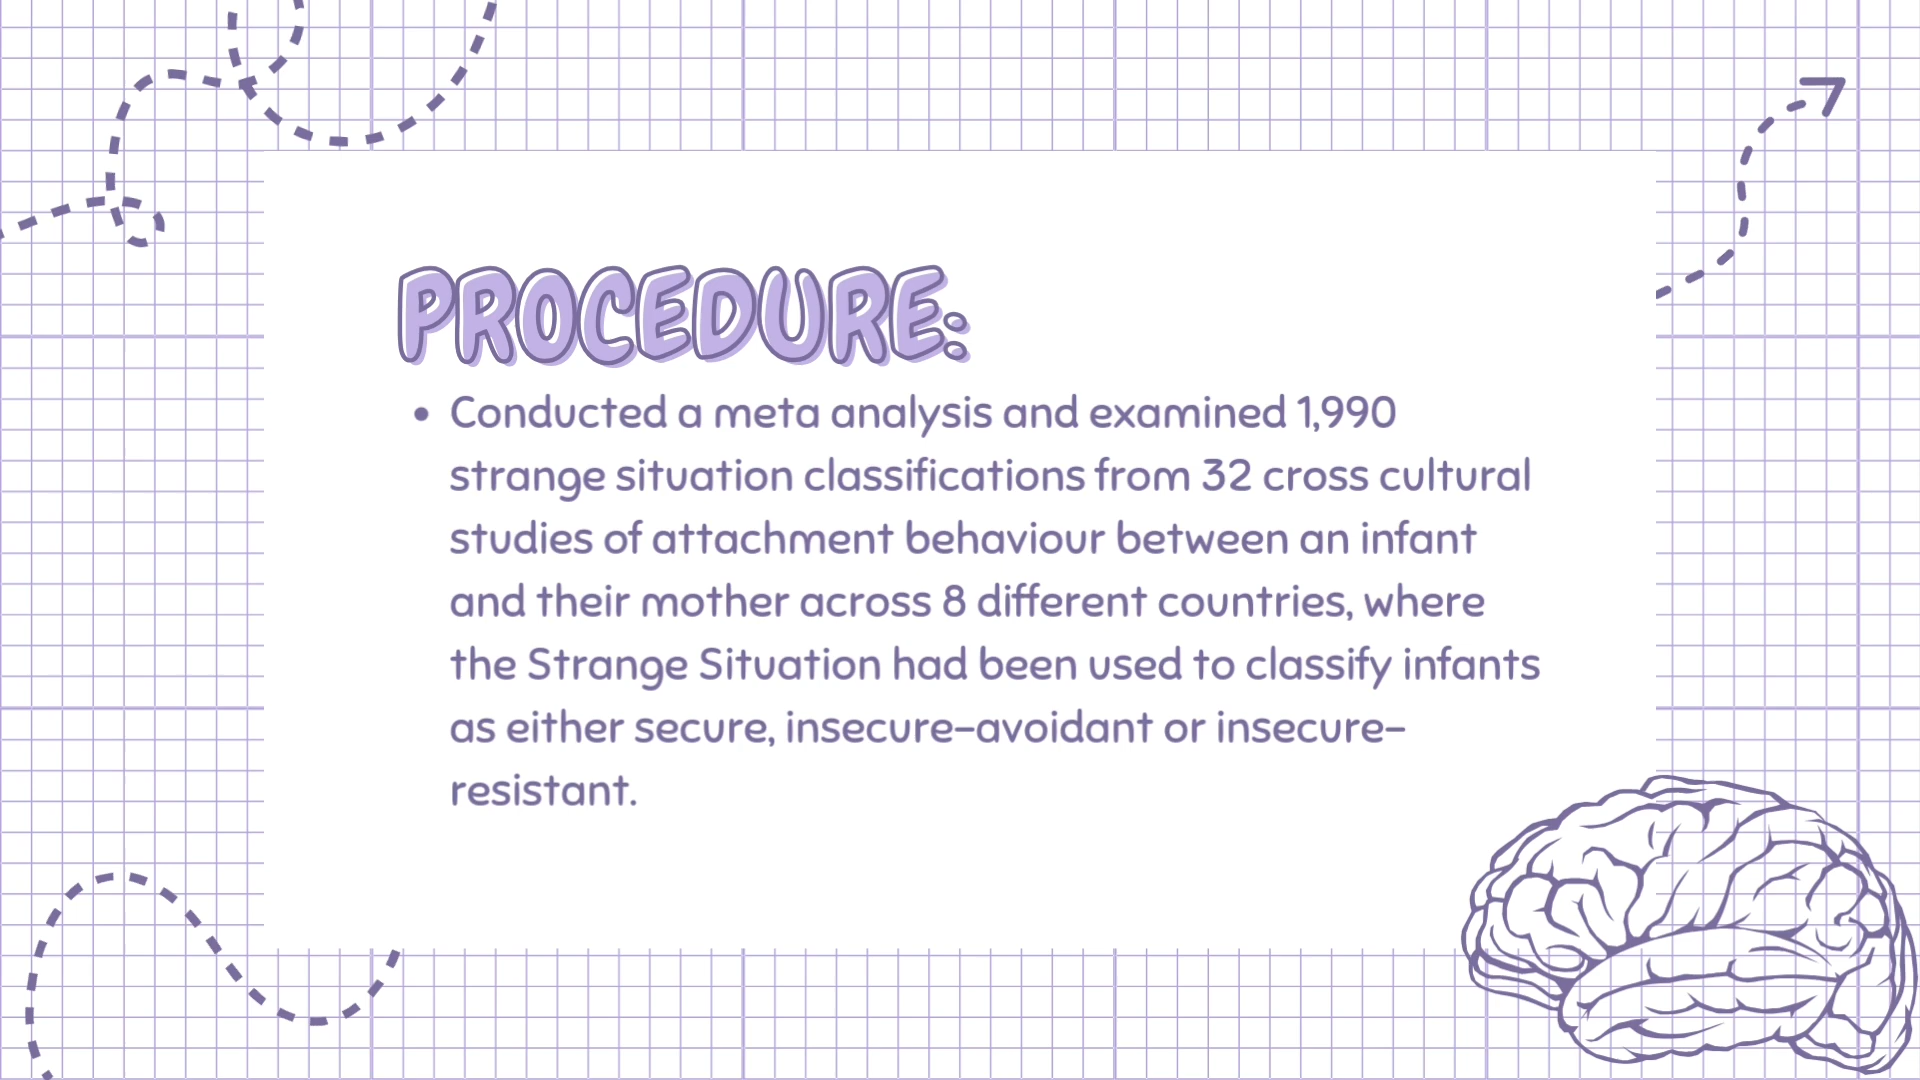 PROCEDURE:
• Conducted a meta analysis and examined 1,990
strange situation classifications from 32 cross cultural
studies of attachment behaviour between an infant
and their mother across 8 different countries, where
the Strange Situation had been used to classify infants
as either secure, insecure-avoidant or insecure-
resistant.